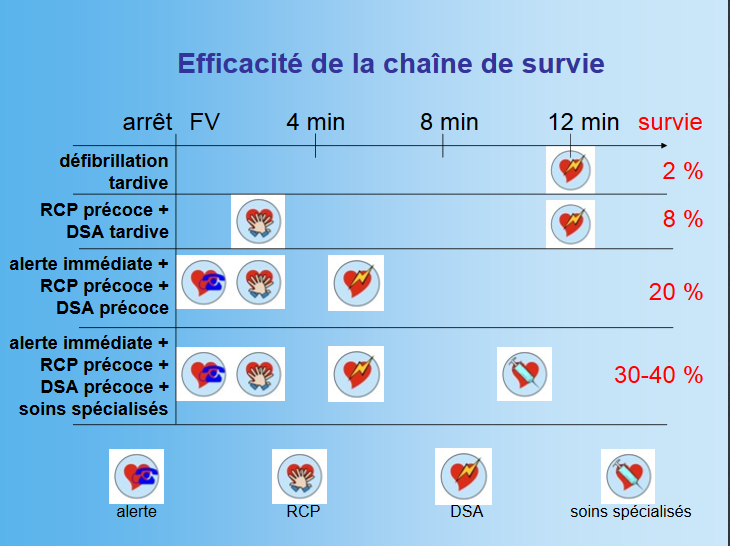 Efficacité de la chaîne de survie
arrêt FV 4 min 8 min 12 min survie
défibrillation
tardive
2 %
RCP précoce +
DSA tardive
8 %
alerte immédiate +
RCP précoce +
DSA précoce
20 %
alerte immédiate +
RCP précoce +
DSA précoce +
soins spécialisés
30-40 %
alerte RCP DSA soins spécialisés